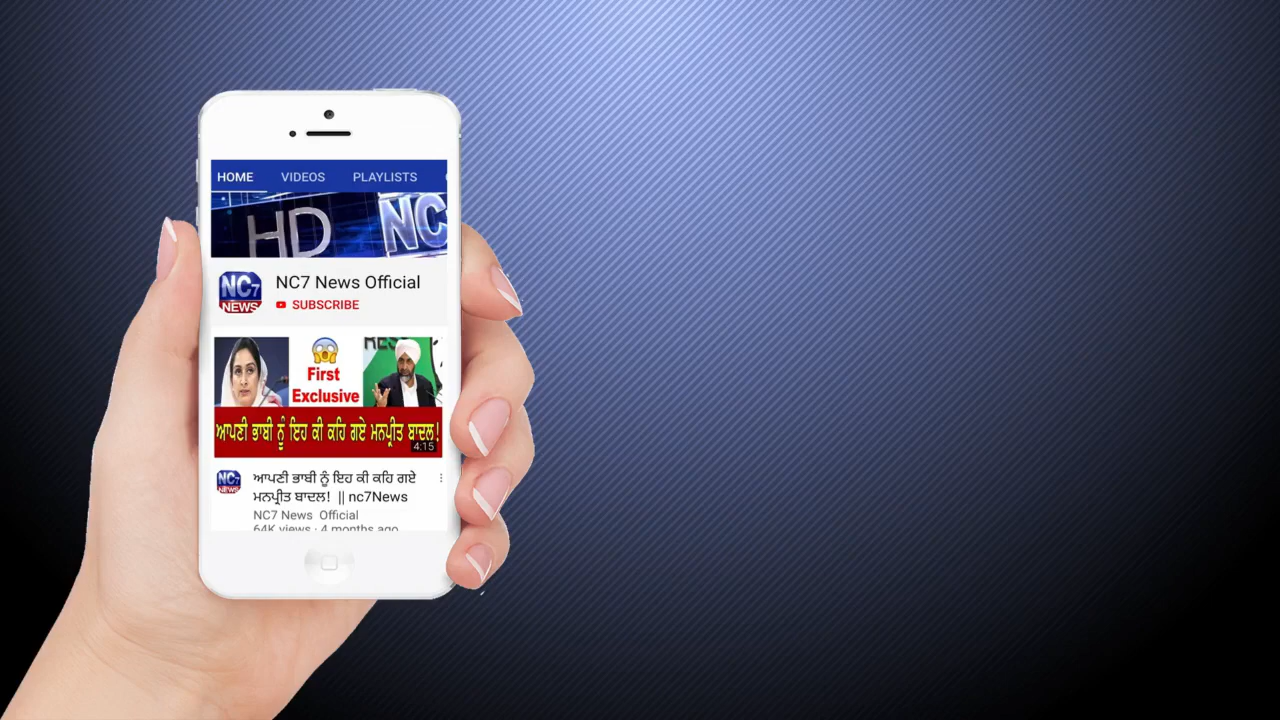 HOME VIDEOS PLAYLISTS
HD NC
NC7 News Official
NC7
NEWS
SUBSCRIBE
RES
First
Exclusive
ਆਪਣੀ ਭਾਬੀ ਨੂੰ ਇਹ ਕੀ ਕਹਿ ਗਏ ਮਨਪ੍ਰੀਤ ਬਾਦਲ!
4:15
NC7
NEWS
ਆਪਣੀ ਭਾਬੀ ਨੂੰ ਇਹ ਕੀ ਕਹਿ ਗਏ
ਮਨਪ੍ਰੀਤ ਬਾਦਲ! || nc7News
NC7 News Official
64K views · 4 months ago